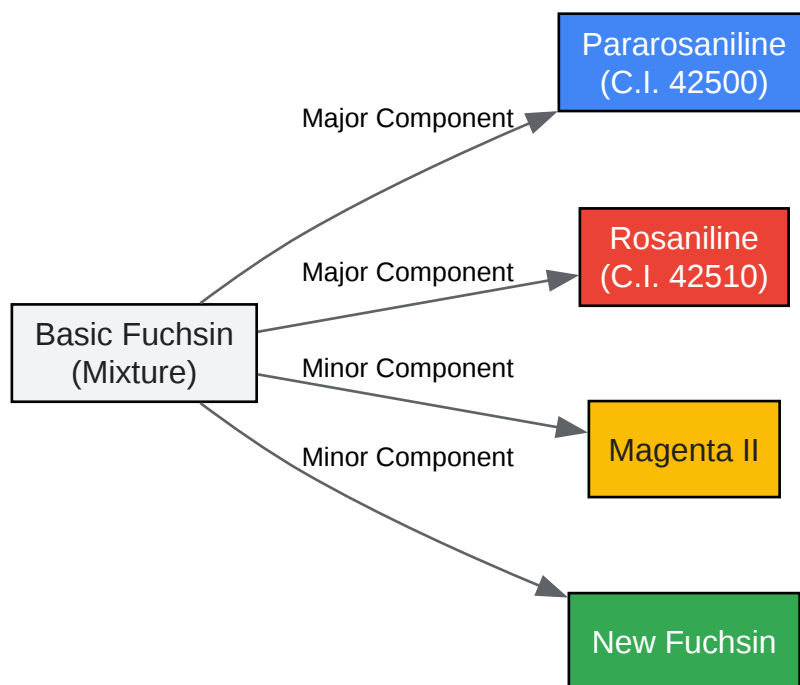 Pararosaniline
(C.I. 42500)
Major Component
Rosaniline
(C.I. 42510)
Major Component
Basic Fuchsin
(Mixture)
Minor Component
Magenta II
Minor Component
New Fuchsin